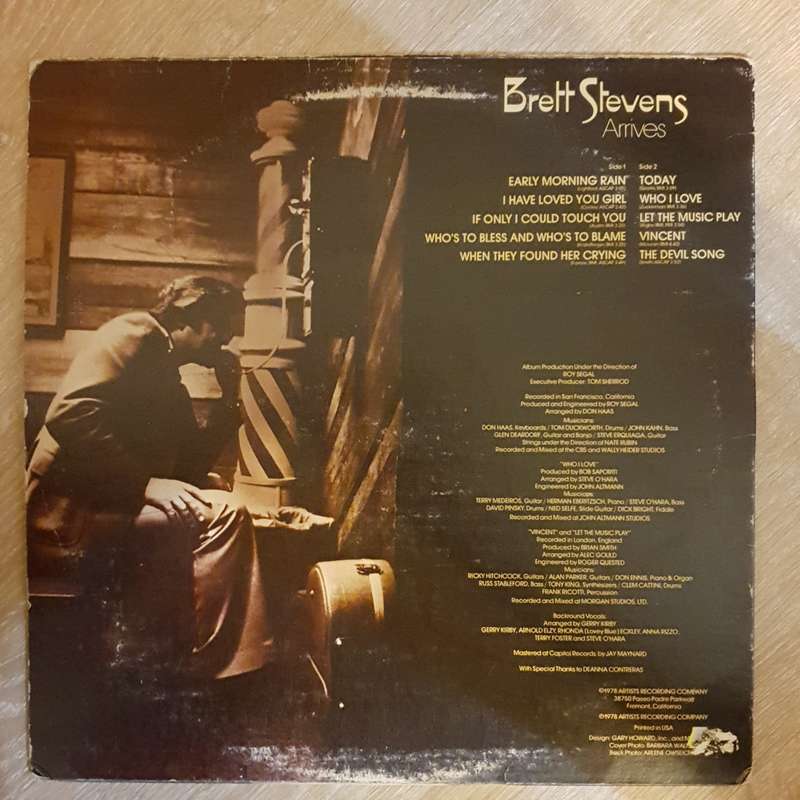 Brett Stevens
Arrives
Side 1 Side 2
EARLY MORNING RAIN TODAY
I HAVE LOVED YOU GIRL WHO I LOVE
IF ONLY I COULD TOUCH YOU LET THE MUSIC PLAY
WHO'S TO BLESS AND WHO'S TO BLAME VINCENT
WHEN THEY FOUND HER CRYING THE DEVIL SONG
Album Production Under the Direction of
ROY SEGAL
Executive Producer: TOM SHERROD
Recorded in San Francisco, California
Produced and Engineered by ROY SEGAL
Arranged by DON HAAS
Musicians:
DON HAAS, Keyboards / TOM DUCKWORTH, Drums / JOHN KAHN, Bass
GLEN DEARDORF, Guitar and Banjo / STEVE ERQUIAGA, Guitar
Strings under the Direction of NATE RUBIN
Recorded and Mixed at the CBS and WALLY HEIDER STUDIOS
"WHO I LOVE"
Produced by BOB SAPORITI
Arranged by STEVE O'HARA
Engineered by JOHN ALTMANN
Musicians:
TERRY MEDEIROS, Guitar / HERMAN EBERTZSCH, Piano / STEVE O'HARA, Bass
DAVID PINSKY, Drums / NED SELFE, Slide Guitar / DICK BRIGHT, Fiddle
Recorded and Mixed at JOHN ALTMANN STUDIOS
"VINCENT" and "LET THE MUSIC PLAY"
Recorded in London, England
Produced by BRIAN SMITH
Arranged by ALEC GOULD
Engineered by ROGER QUESTED
Musicians:
RICKY HITCHCOCK, Guitars / ALAN PARKER, Guitars / DON ENNIS, Piano & Organ
RUSS STABLEFORD, Bass / TONY KING, Synthesizers / CLEM CATTINI, Drums
FRANK RICOTTI, Percussion
Recorded and Mixed at MORGAN STUDIOS, LTD.
Backround Vocals:
Arranged by GERRY KIRBY
GERRY KIRBY, ARNOLD ELZY, RHONDA (Lovey Blue) ECKLEY, ANNA RIZZO,
TERRY FOSTER and STEVE O'HARA
Mastered at Capitol Records, by JAY MAYNARD
With Special Thanks to DEANNA CONTRERAS
©1978 ARTISTS RECORDING COMPANY
38750 Paseo Padre Parkway
Fremont, California
℗1978 ARTISTS RECORDING COMPANY
Printed in USA
Design: GARY HOWARD, Inc., and
Cover Photo: BARBARA
Back Photo: ARLENE